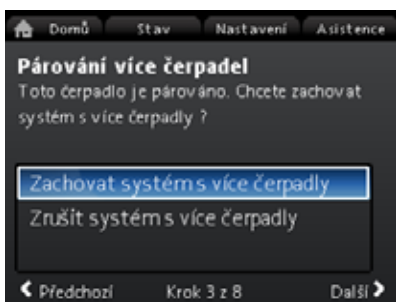 Domů Stav Nastavení Asistence
Párování více čerpadel
Toto čerpadlo je párováno. Chcete zachovat
systém s více čerpadly ?
Zachovat systém s více čerpadly
Zrušit systém s více čerpadly
Předchozí Krok 3 z 8 Další